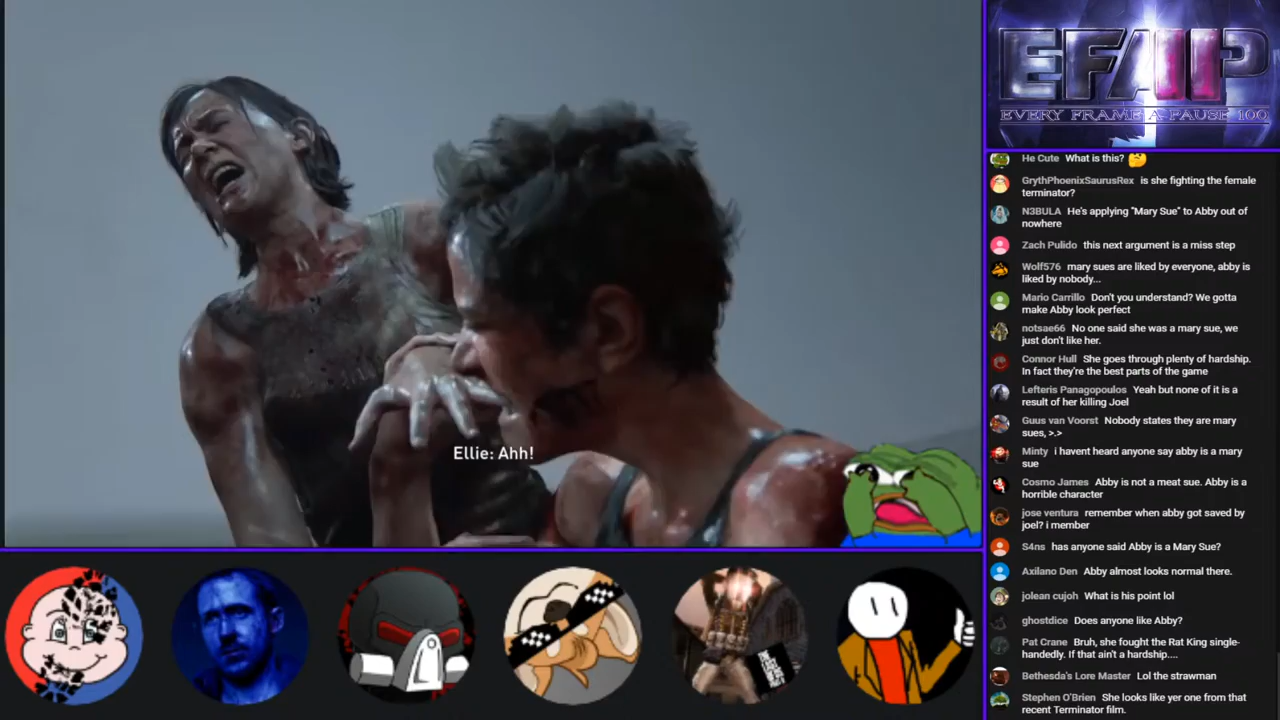 EFAP
EVERY FRAME A PAUSE 100
He Cute What is this? 🤔
GrythPhoenixSaurusRex is she fighting the female
terminator?
N3BULA He's applying "Mary Sue" to Abby out of
nowhere
Zach Pulido this next argument is a miss step
Wolf576 mary sues are liked by everyone, abby is
liked by nobody...
Mario Carrillo Don't you understand? We gotta
make Abby look perfect
notsae66 No one said she was a mary sue, we
just don't like her.
Connor Hull She goes through plenty of hardship.
In fact they're the best parts of the game
Lefteris Panagopoulos Yeah but none of it is a
result of her killing Joel
Guus van Voorst Nobody states they are mary
sues, >.>
Minty i havent heard anyone say abby is a mary
sue
Cosmo James Abby is not a meat sue. Abby is a
horrible character
jose ventura remember when abby got saved by
joel? i member
S4ns has anyone said Abby is a Mary Sue?
Axilano Den Abby almost looks normal there.
jolean cujoh What is his point lol
ghostdice Does anyone like Abby?
Pat Crane Bruh, she fought the Rat King single-
handedly. If that ain't a hardship....
Bethesda's Lore Master Lol the strawman
Stephen O'Brien She looks like yer one from that
recent Terminator film.
Ellie: Ahh!